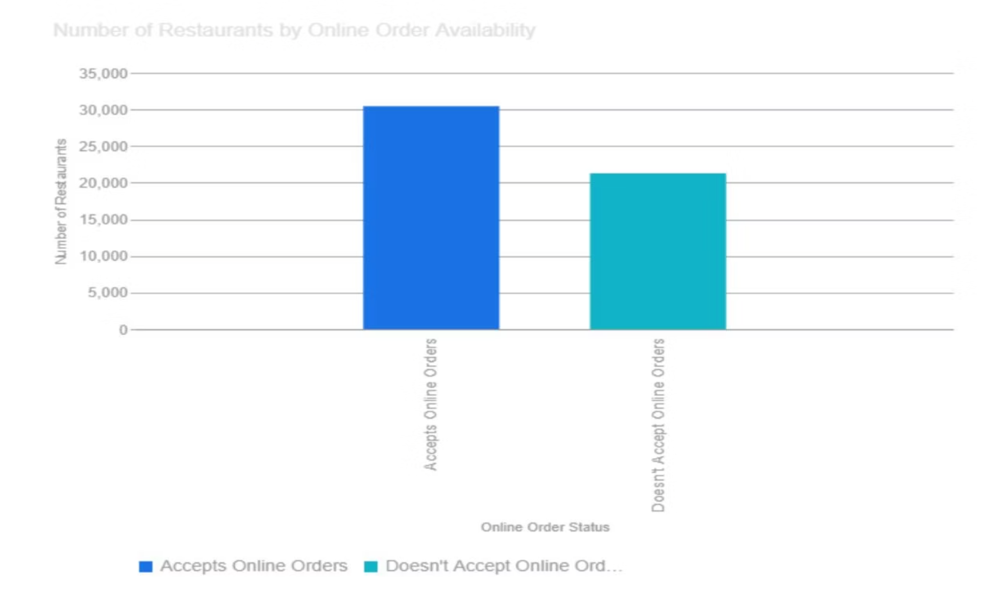 Number of Restaurants by Online Order Availability
35,000
30,000
25,000
20,000
15,000
10,000
5,000
0
Number of Restaurants
Accepts Online Orders
Doesn't Accept Online Orders
Online Order Status
Accepts Online Orders
Doesn't Accept Online Ord...